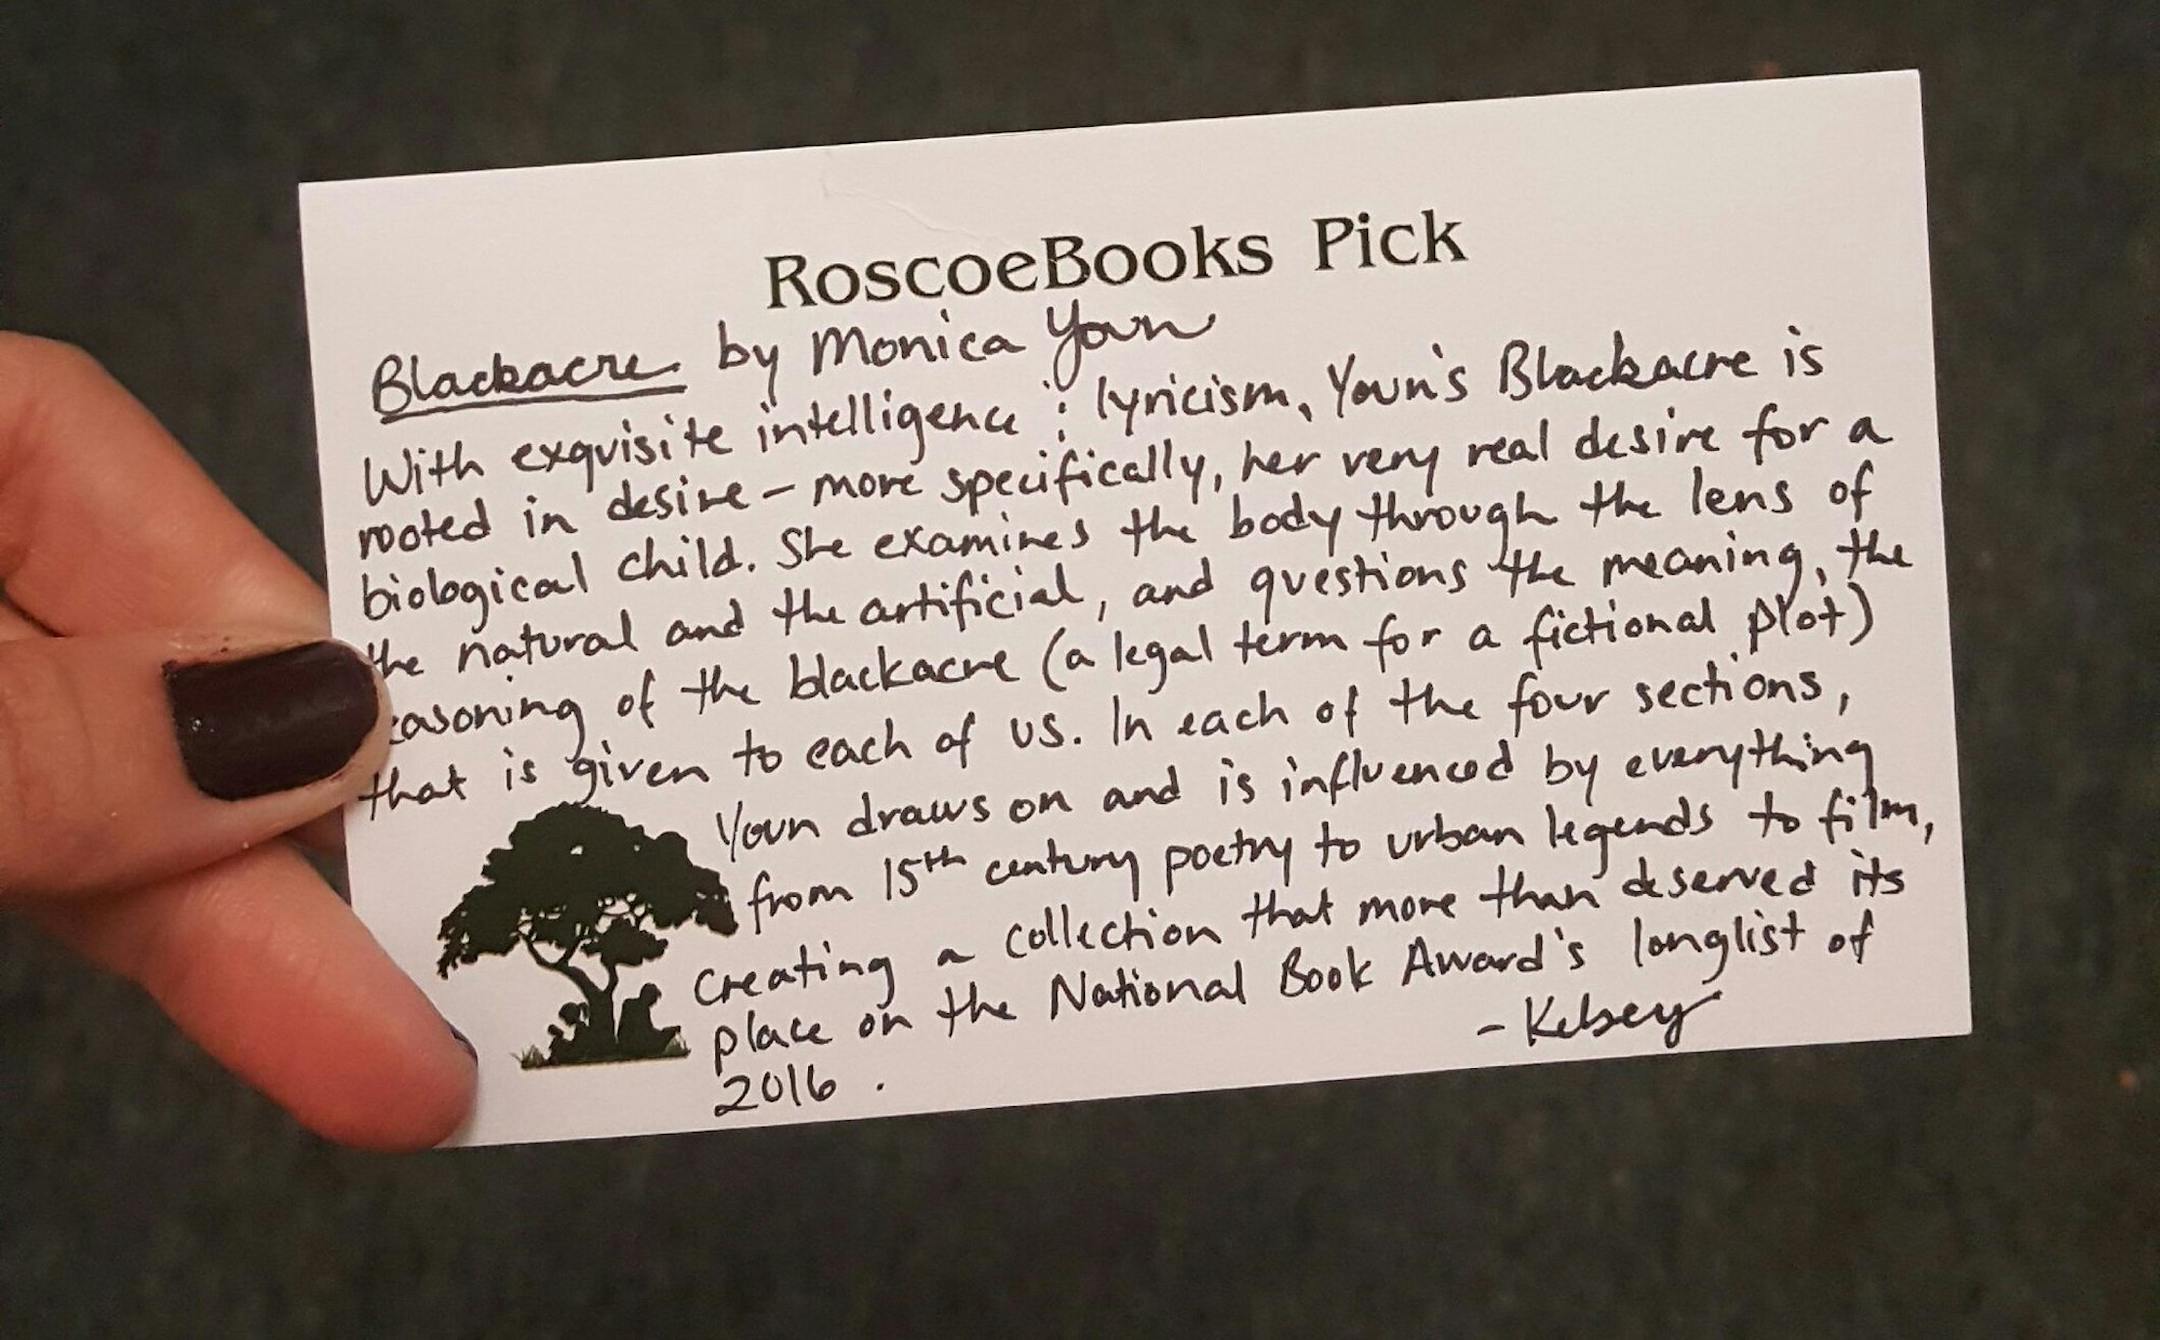 RoscoeBooks Pick
Blackacre by Monica Youn
With exquisite intelligence & lyricism, Youn's Blackacre is
rooted in desire – more specifically, her very real desire for a
biological child. She examines the body through the lens of
the natural and the artificial, and questions the meaning, the
easoning of the blackacre (a legal term for a fictional plot)
that is given to each of us. In each of the four sections,
Youn draws on and is influenced by everything
from 15th century poetry to urban legends to film,
creating a collection that more than deserved its
place on the National Book Award's longlist of
2016.
- Kelsey